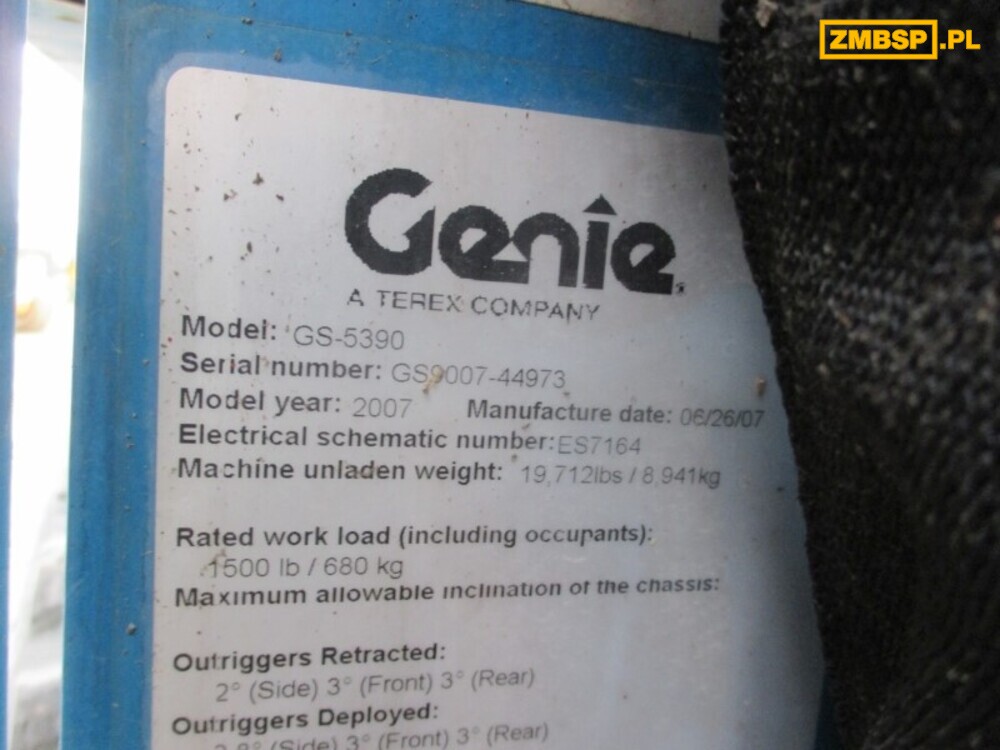 ZMBSP.PL
Genie
A TEREX COMPANY
Model: GS-5390
Serial number: GS9007-44973
Model year: 2007 Manufacture date: 06/26/07
Electrical schematic number:ES7164
Machine unladen weight: 19,712lbs / 8,941kg
Rated work load (including occupants):
1500 lb / 680 kg
Maximum allowable inclination of the chassis:
Outriggers Retracted:
2° (Side) 3° (Front) 3° (Rear)
Outriggers Deployed:
(Side) 3° (Front) 3° (Rear)